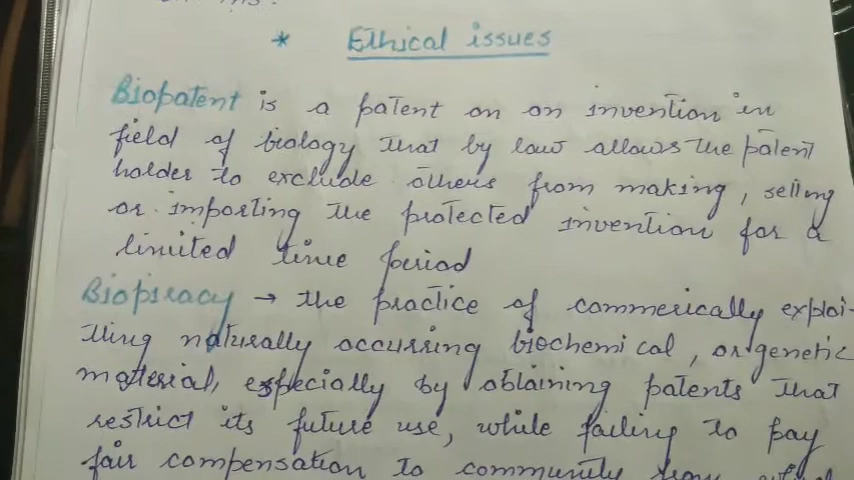 * Ethical issues
Biopatent is a patent on on invention in
field of biology that by law allows the patent
holder to exclude others from making, selling
or importing the protected invention for a
limited time period
Biopiracy → the practice of commerically exploi-
ting naturally occurring biochemical, or genetic
material, especially by obtaining patents that
restrict its future use, while failing to pay
fair compensation to community from